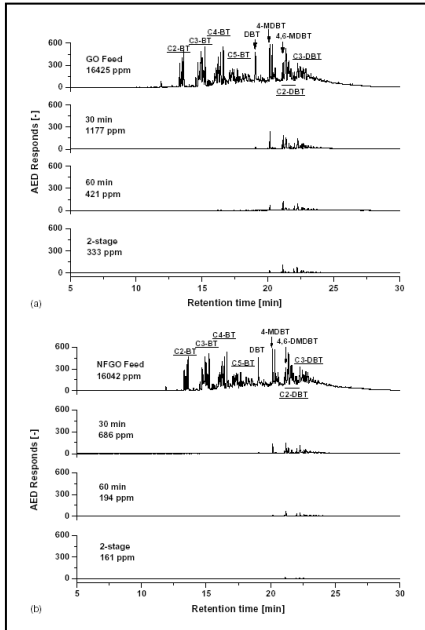 4-MDBT
C4-BT
DBT
4,6-MDBT
C3-BT
C2-BT
C5-BT
C3-DBT
GO Feed
16425 ppm
C2-DBT
600
300
0
30 min
1177 ppm
600
300
0
60 min
421 ppm
600
300
0
2-stage
333 ppm
600
300
0
AED Responds [-]
5 10 15 20 25 30
(a)
Retention time [min]
4-MDBT
C4-BT
4,6-DMDBT
C3-BT
DBT
C2-BT
C3-DBT
C5-BT
NFGO Feed
16042 ppm
C2-DBT
600
300
0
30 min
686 ppm
600
300
0
60 min
194 ppm
600
300
0
2-stage
161 ppm
600
300
0
AED Responds [-]
5 10 15 20 25 30
(b)
Retention time [min]